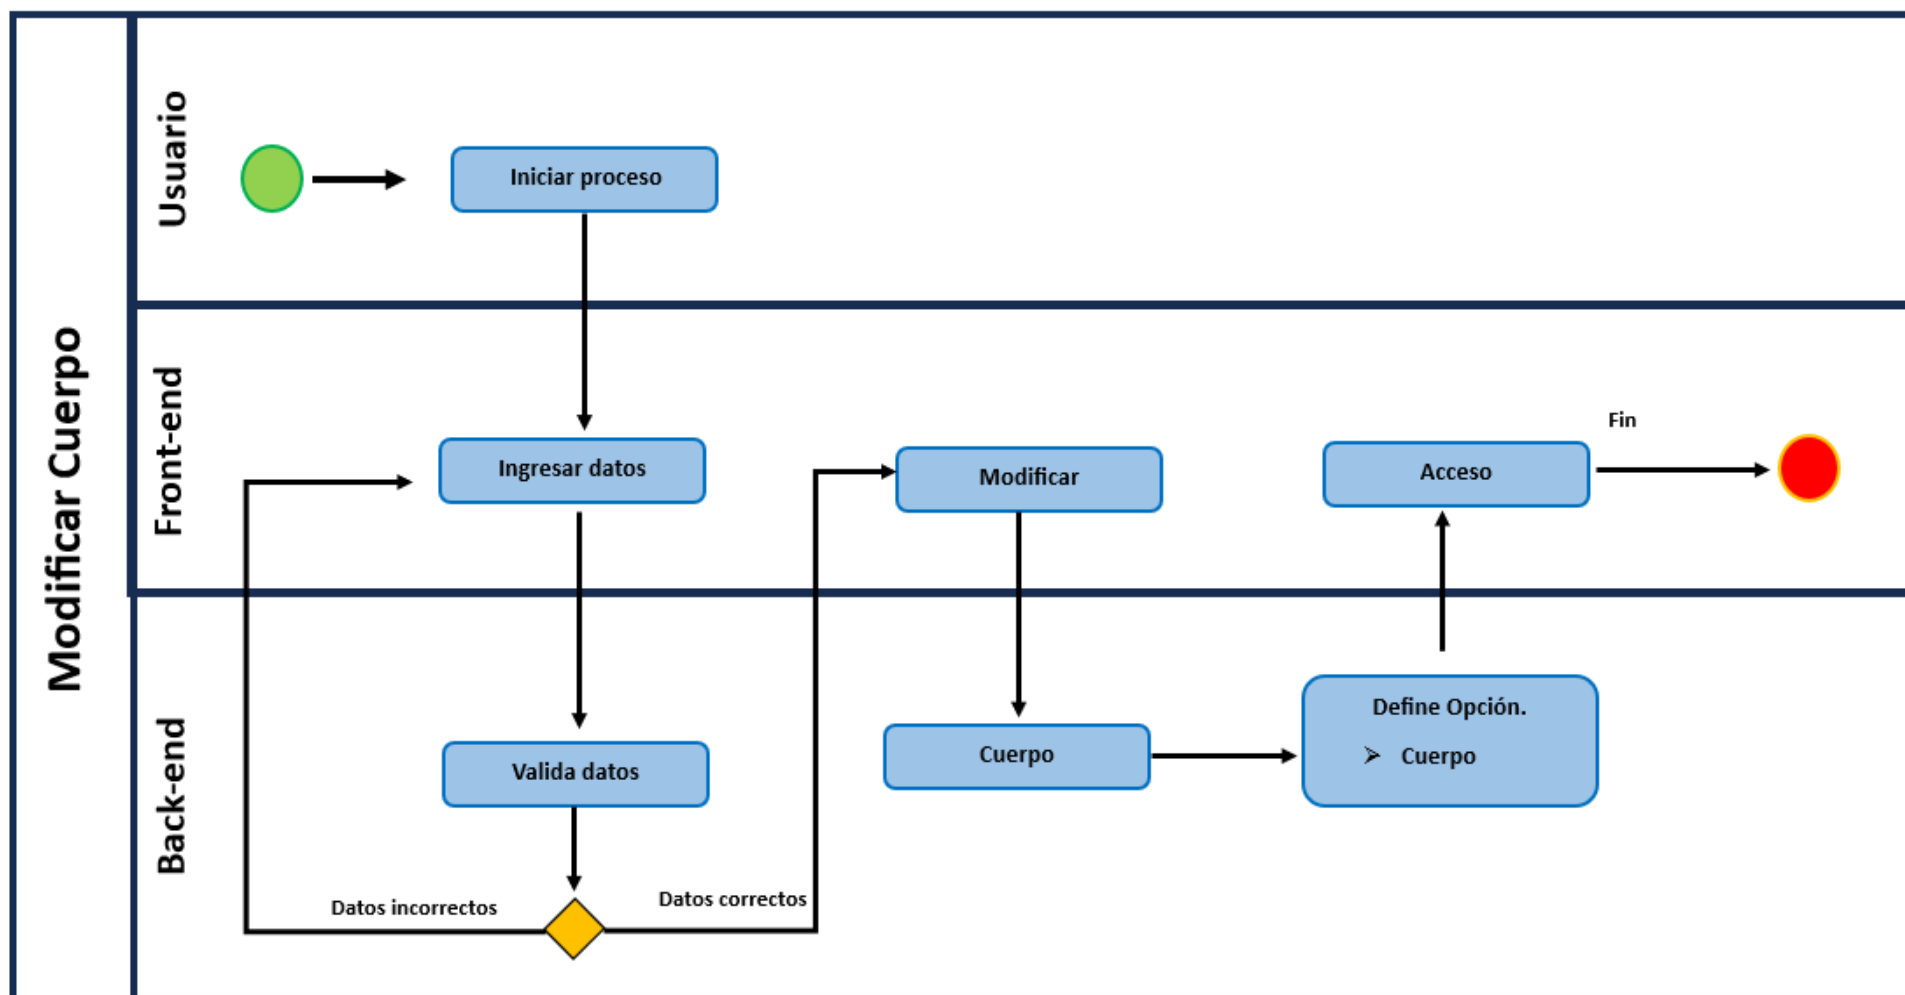 Modificar Cuerpo
Usuario
Iniciar proceso
Front-end
Ingresar datos
Modificar
Acceso
Fin
Back-end
Valida datos
Cuerpo
Define Opción.
➢ Cuerpo
Datos incorrectos
Datos correctos